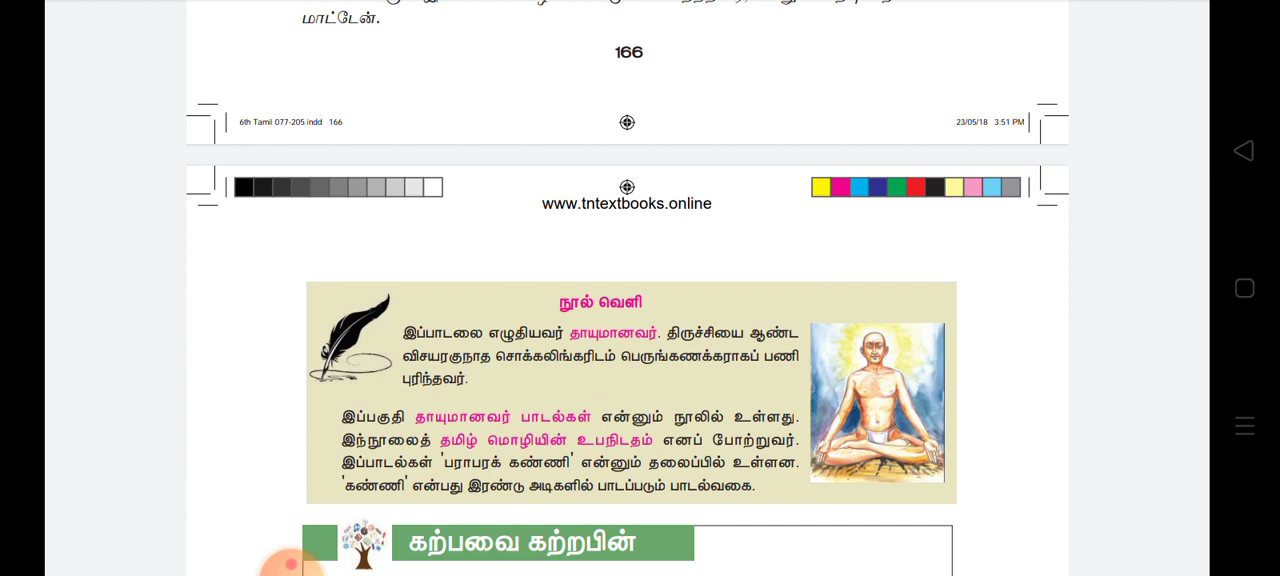 மாட்டேன்.
166
6th Tamil 077-205.indd 166
23/05/18 3:51 PM
www.tntextbooks.online
நூல் வெளி
இப்பாடலை எழுதியவர் தாயுமானவர். திருச்சியை ஆண்ட
விசயரகுநாத சொக்கலிங்கரிடம் பெருங்கணக்கராகப் பணி
புரிந்தவர்.
இப்பகுதி தாயுமானவர் பாடல்கள் என்னும் நூலில் உள்ளது.
இந்நூலைத் தமிழ் மொழியின் உபநிடதம் எனப் போற்றுவர்.
இப்பாடல்கள் 'பராபரக் கண்ணி' என்னும் தலைப்பில் உள்ளன.
'கண்ணி' என்பது இரண்டு அடிகளில் பாடப்படும் பாடல்வகை.
கற்பவை கற்றபின்